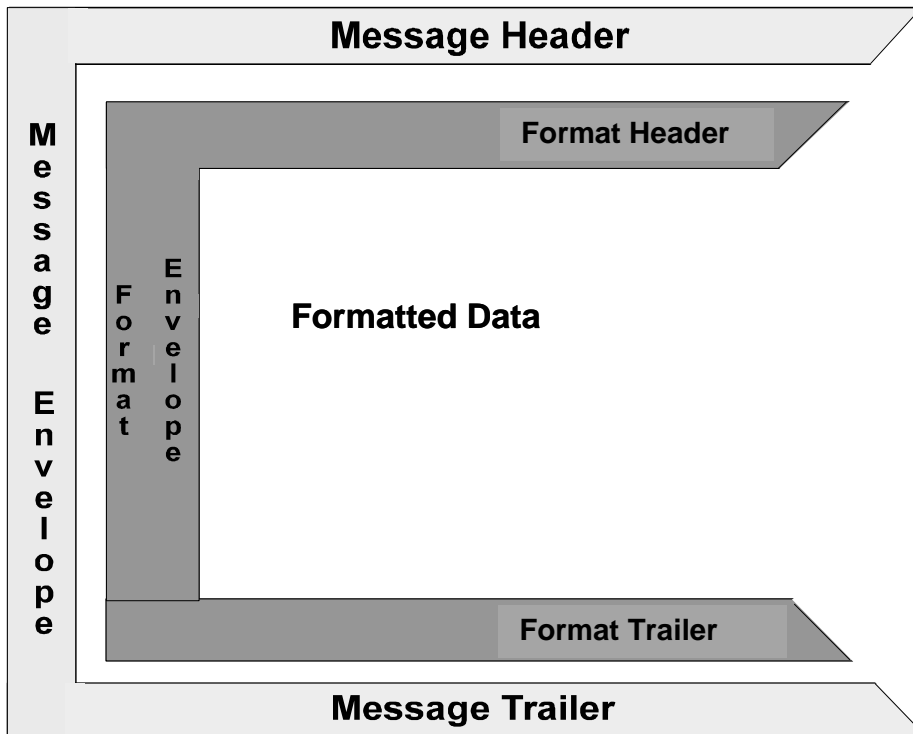 Message Header
Message Envelope
Format Header
Format Envelope
Formatted Data
Format Trailer
Message Trailer